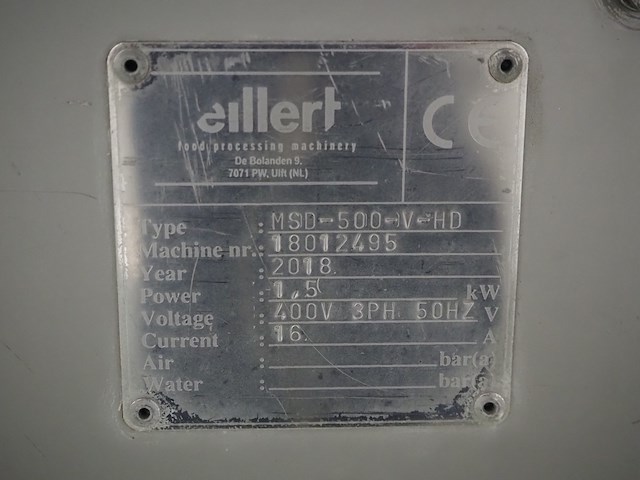 eillert
CE
food processing machinery
De Bolanden 9,
7071 PW, Ulft (NL)
Type : MSD-500-V-HD
Machine nr. : 18012495
Year : 2018
Power : 1,5 kW
Voltage : 400V 3PH 50HZ V
Current : 16 A
Air : bar(a)
Water : bar(a)